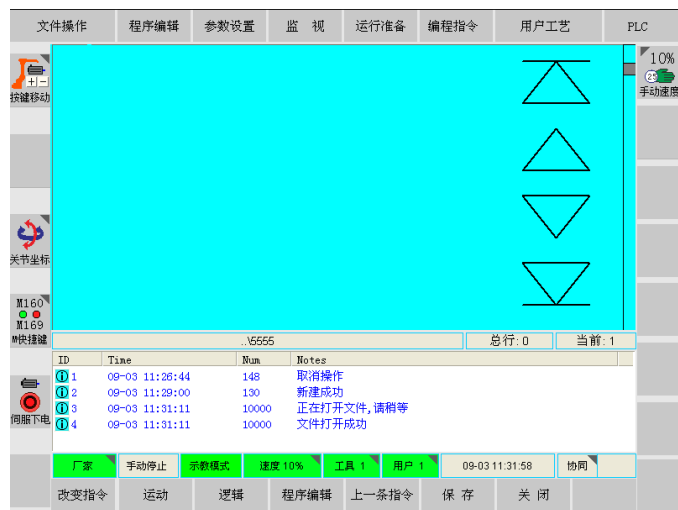 文件操作 程序编辑 参数设置 监 视 运行准备 编程指令 用户工艺 PLC
按键移动
10%
25
手动速度
关节坐标
M160
M169
M快捷键
伺服下电
..\5555 总行: 0 当前: 1
ID Time Num Notes
1 09-03 11:26:44 148 取消操作
2 09-03 11:29:00 130 新建成功
3 09-03 11:31:11 10000 正在打开文件,请稍等
4 09-03 11:31:11 10000 文件打开成功
厂家 手动停止 示教模式 速度 10% 工具 1 用户 1 09-03 11:31:58 协同
改变指令 运动 逻辑 程序编辑 上一条指令 保 存 关 闭